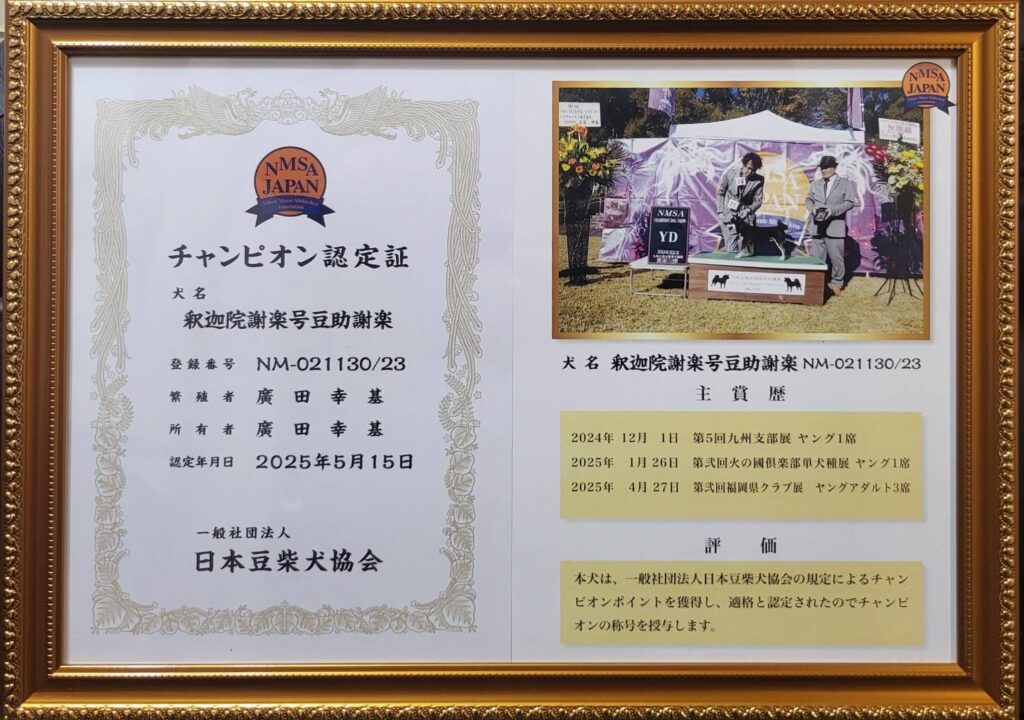 NMSA
JAPAN
Nihon Mame Shibaken
Association
チャンピオン認定証
犬名
釈迦院謝楽号豆助謝楽
登録番号 NM-021130/23
繁殖者 廣田幸基
所有者 廣田幸基
認定年月日 2025年5月15日
一般社団法人
日本豆柴犬協会
NMSA
JAPAN
NMSA
CHAMPION DOG SHOW
YD
犬名 釈迦院謝楽号豆助謝楽 NM-021130/23
主賞歴
2024年 12月 1日 第5回九州支部展 ヤング1席
2025年 1月26日 第弐回火の國倶楽部単犬種展 ヤング1席
2025年 4月27日 第弐回福岡県クラブ展 ヤングアダルト3席
評価
本犬は、一般社団法人日本豆柴犬協会の規定によるチャン
ピオンポイントを獲得し、適格と認定されたのでチャンピ
オンの称号を授与します。